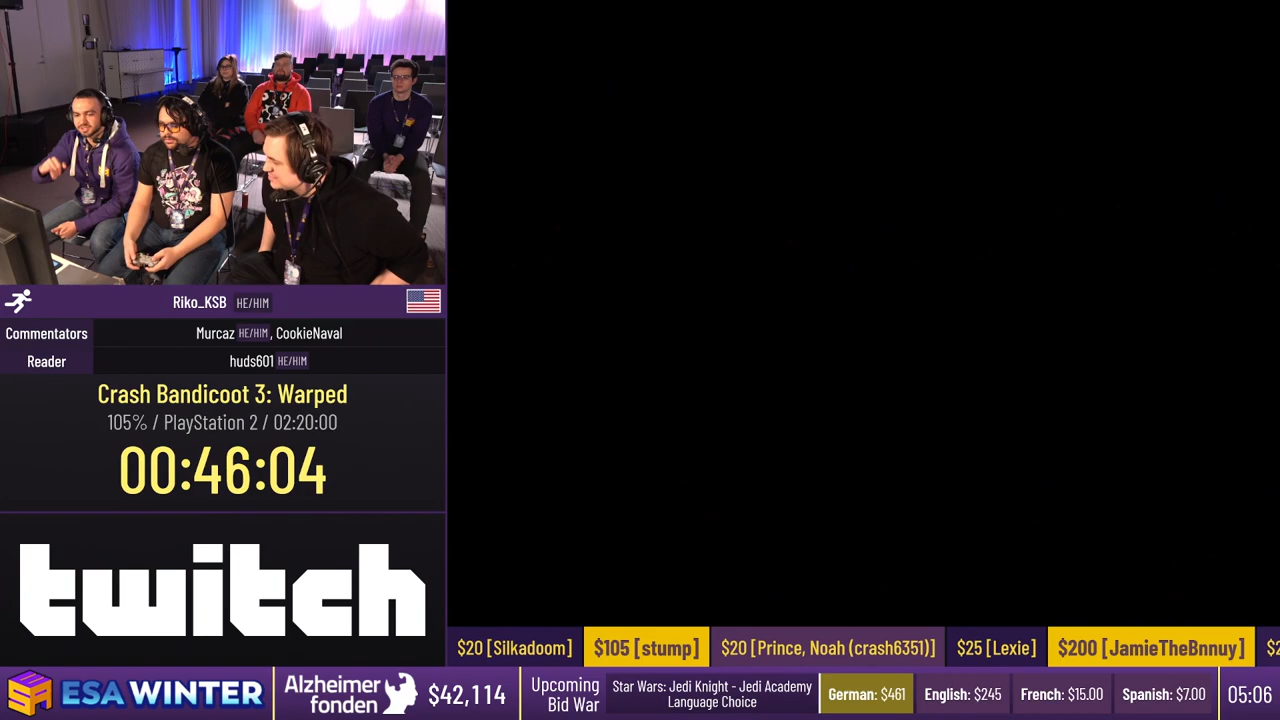 Riko_KSB HE/HIM
Commentators
Murcaz HE/HIM, CookieNaval
Reader
huds601 HE/HIM
Crash Bandicoot 3: Warped
105% / PlayStation 2 / 02:20:00
00:46:04
twitch
$20 [Silkadoom]
$105 [stump]
$20 [Prince, Noah (crash6351)]
$25 [Lexie]
$200 [JamieTheBnnuy]
ESA WINTER
Alzheimer
fonden
$42,114
Upcoming
Bid War
Star Wars: Jedi Knight - Jedi Academy
Language Choice
German: $461
English: $245
French: $15.00
Spanish: $7.00
05:06